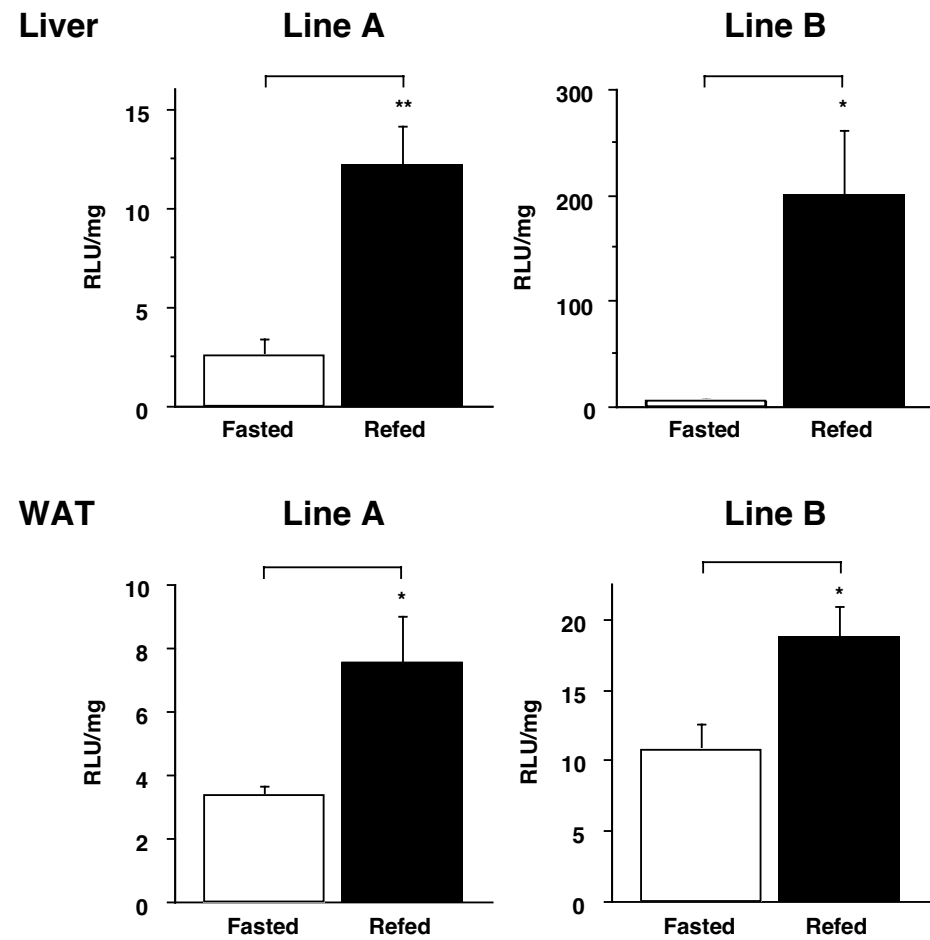 Liver
Line A
Line B
RLU/mg
15
10
5
0
**
Fasted
Refed
RLU/mg
300
200
100
0
*
Fasted
Refed
WAT
Line A
Line B
RLU/mg
10
8
6
4
2
0
*
Fasted
Refed
RLU/mg
20
15
10
5
0
*
Fasted
Refed